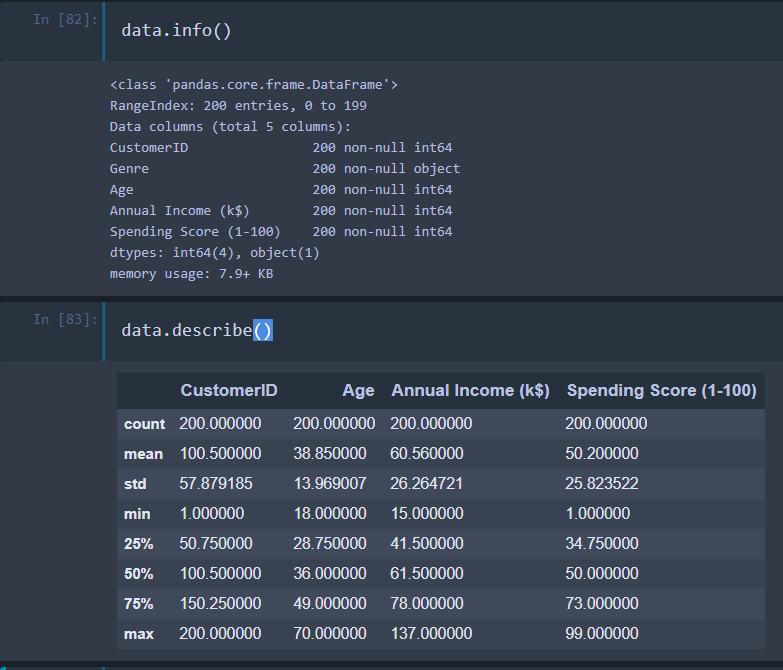 In [82]: data.info()
<class 'pandas.core.frame.DataFrame'>
RangeIndex: 200 entries, 0 to 199
Data columns (total 5 columns):
CustomerID 200 non-null int64
Genre 200 non-null object
Age 200 non-null int64
Annual Income (k$) 200 non-null int64
Spending Score (1-100) 200 non-null int64
dtypes: int64(4), object(1)
memory usage: 7.9+ KB
In [83]: data.describe()
CustomerID Age Annual Income (k$) Spending Score (1-100)
count 200.000000 200.000000 200.000000 200.000000
mean 100.500000 38.850000 60.560000 50.200000
std 57.879185 13.969007 26.264721 25.823522
min 1.000000 18.000000 15.000000 1.000000
25% 50.750000 28.750000 41.500000 34.750000
50% 100.500000 36.000000 61.500000 50.000000
75% 150.250000 49.000000 78.000000 73.000000
max 200.000000 70.000000 137.000000 99.000000